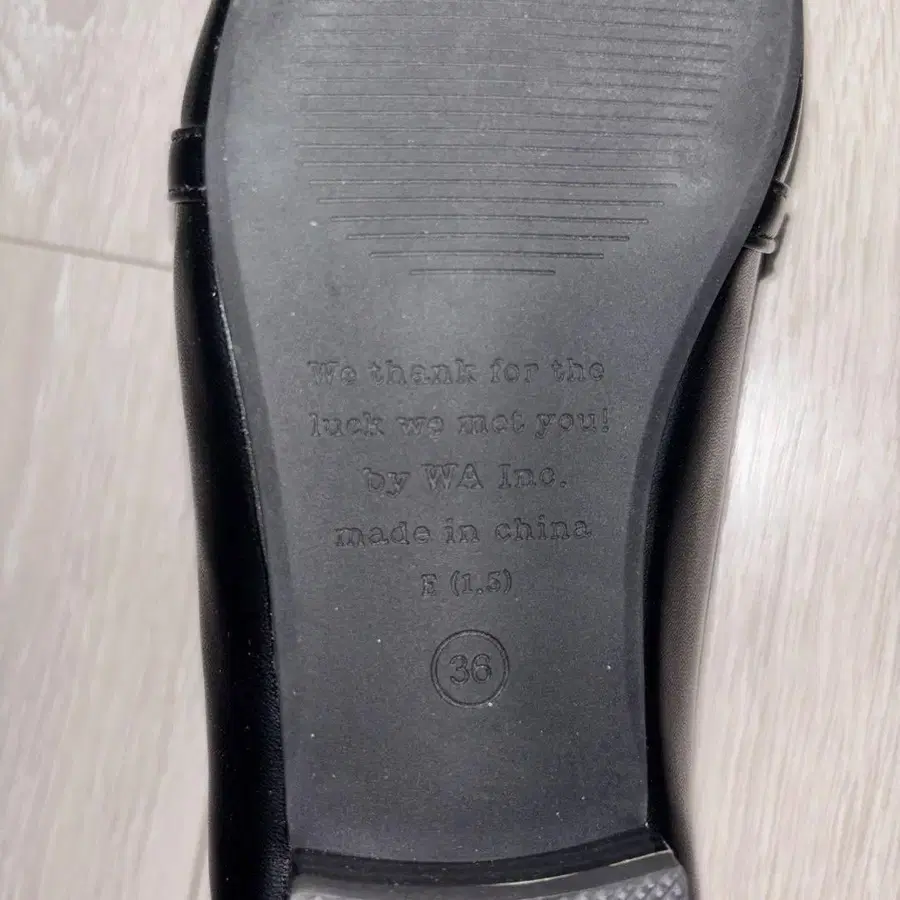 We thank for the
luck we met you!
by WA Inc.
made in china
E (1.5)
36